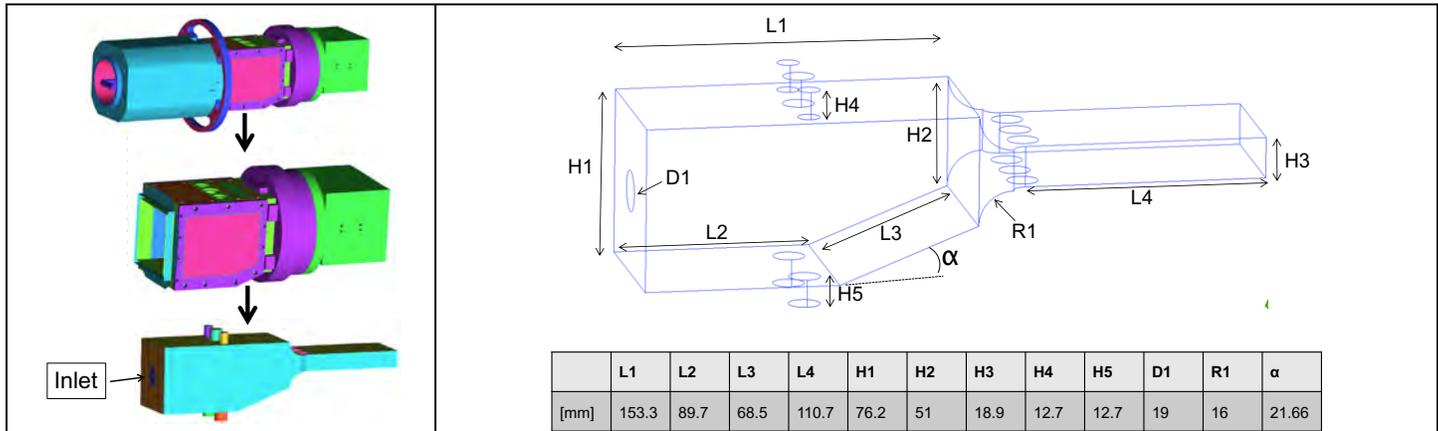 Inlet
L1
H4
H1
H2
D1
H3
L4
L2
L3
R1
α
H5
L1 L2 L3 L4 H1 H2 H3 H4 H5 D1 R1 α
[mm] 153.3 89.7 68.5 110.7 76.2 51 18.9 12.7 12.7 19 16 21.66